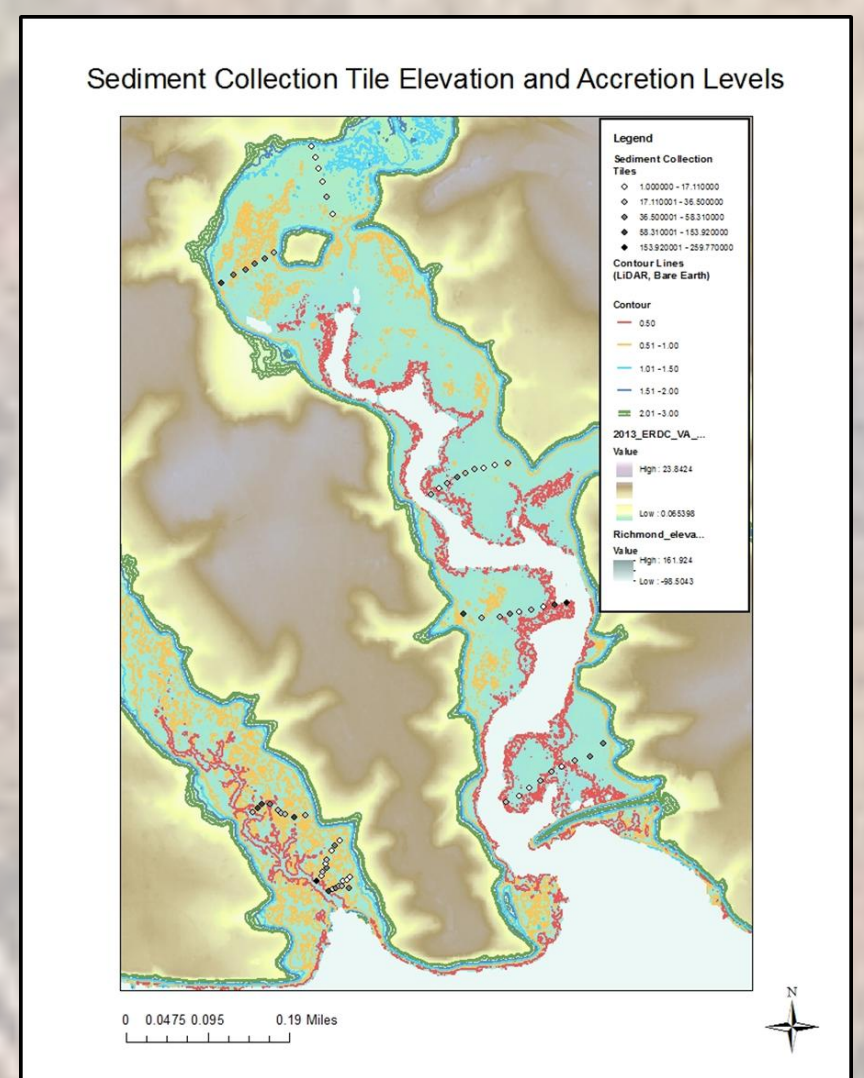 Sediment Collection Tile Elevation and Accretion Levels
Legend
Sediment Collection
Tiles
1.000000 - 17.110000
17.110001 - 36.500000
36.500001 - 58.310000
58.310001 - 153.920000
153.920001 - 259.770000
Contour Lines
(LiDAR, Bare Earth)
Contour
0.50
0.51 - 1.00
1.01 - 1.50
1.51 - 2.00
2.01 - 3.00
2013_ERDC_VA_...
Value
High : 23.8424
Low : 0.065398
Richmond_eleva...
Value
High : 161.924
Low : -98.5043
N
0 0.0475 0.095 0.19 Miles